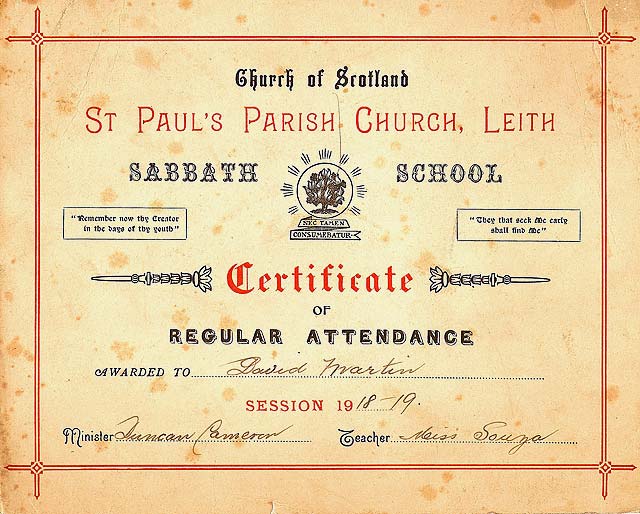 Church of Scotland
ST PAUL'S PARISH CHURCH, LEITH
SABBATH SCHOOL
NEC TAMEN
CONSUMEBATUR
"Remember now thy Creator
in the days of thy youth"
"They that seek Me early
shall find Me"
Certificate
OF
REGULAR ATTENDANCE
AWARDED TO David Martin
SESSION 1918-19.
Minister Duncan Cameron Teacher Miss Souza